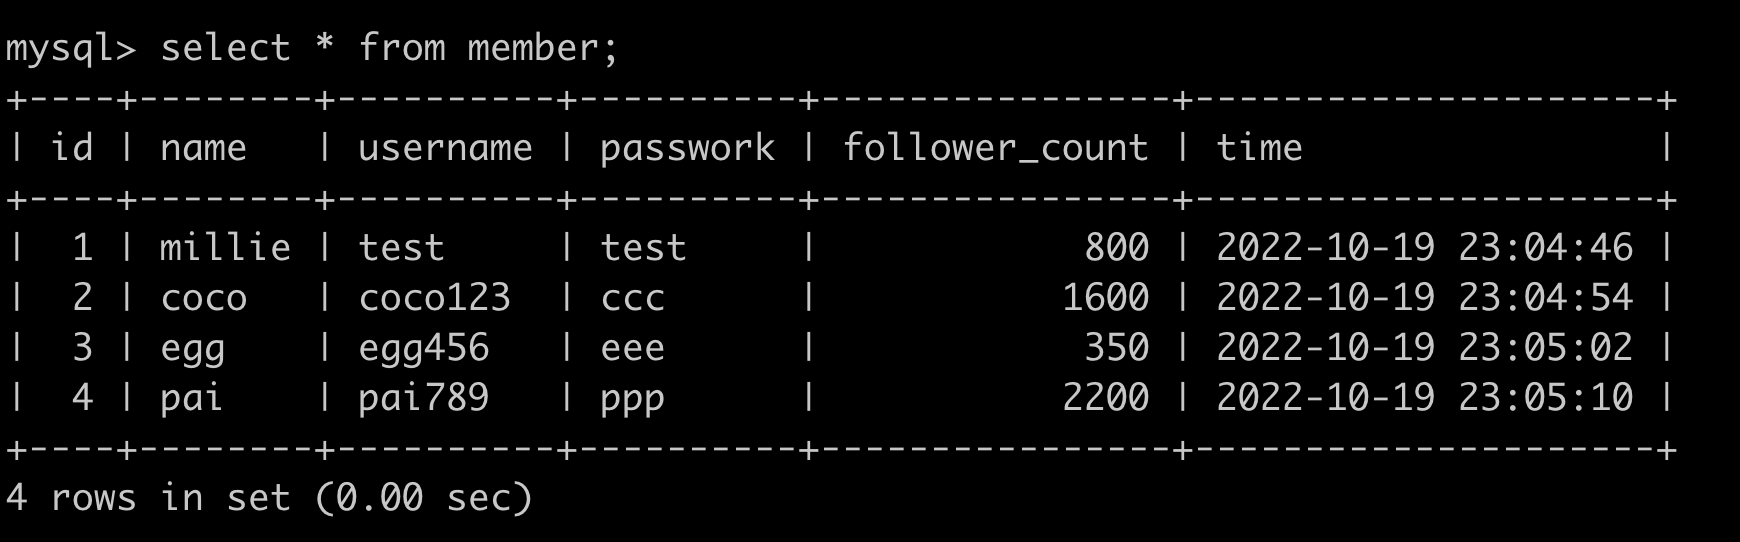 mysql> select * from member;
+----+--------+----------+----------+----------------+---------------------+
| id | name   | username | passwork | follower_count | time                |
+----+--------+----------+----------+----------------+---------------------+
|  1 | millie | test     | test     |            800 | 2022-10-19 23:04:46 |
|  2 | coco   | coco123  | ccc      |           1600 | 2022-10-19 23:04:54 |
|  3 | egg    | egg456   | eee      |            350 | 2022-10-19 23:05:02 |
|  4 | pai    | pai789   | ppp      |           2200 | 2022-10-19 23:05:10 |
+----+--------+----------+----------+----------------+---------------------+
4 rows in set (0.00 sec)